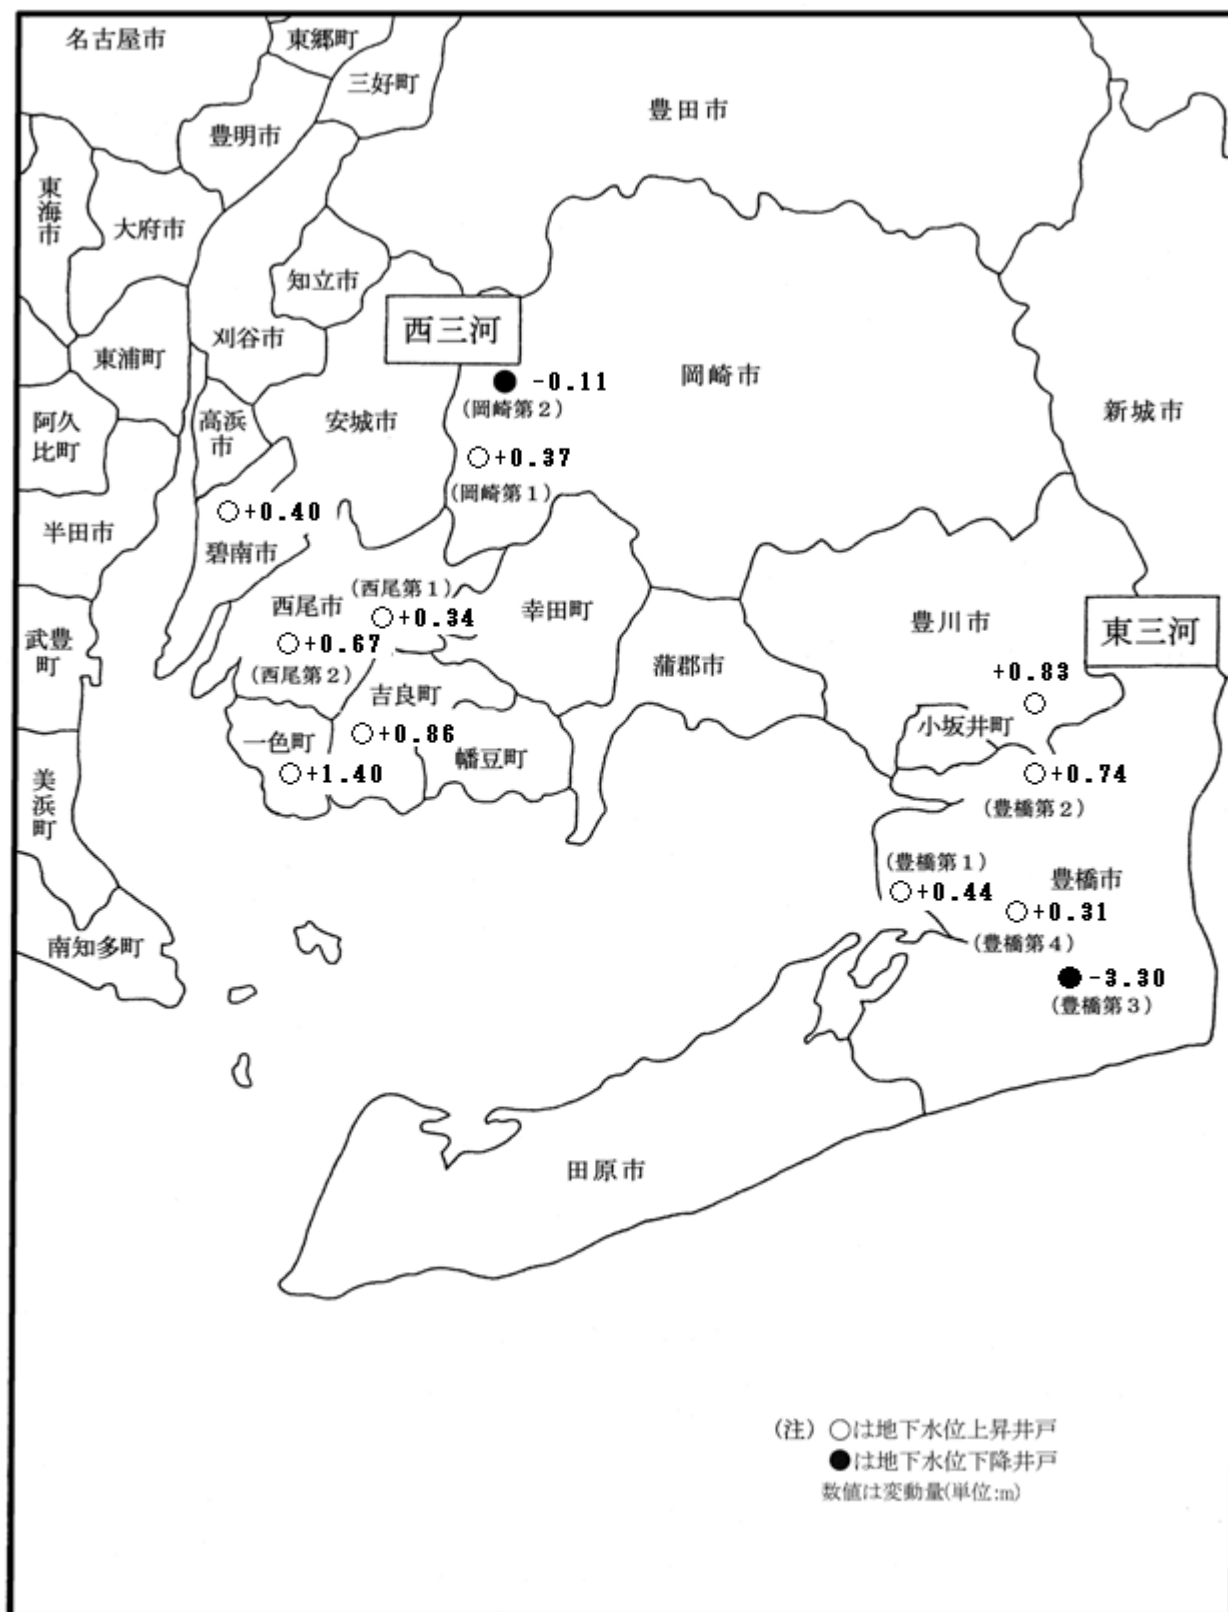 名古屋市
東郷町
三好町
豊明市
豊田市
東海市
大府市
知立市
西三河
刈谷市
東浦町
岡崎市
-0.11
(岡崎第2)
新城市
阿久
比町
高浜
市
安城市
+0.37
(岡崎第1)
+0.40
半田市
碧南市
(西尾第1)
西尾市
+0.34
幸田町
豊川市
東三河
武豊
町
+0.67
(西尾第2)
蒲郡市
+0.83
吉良町
小坂井町
一色町
+0.86
幡豆町
+1.40
+0.74
(豊橋第2)
美浜町
(豊橋第1)
豊橋市
+0.44
+0.31
(豊橋第4)
南知多町
-3.30
(豊橋第3)
田原市
(注) ○は地下水位上昇井戸
●は地下水位下降井戸
数値は変動量(単位:m)